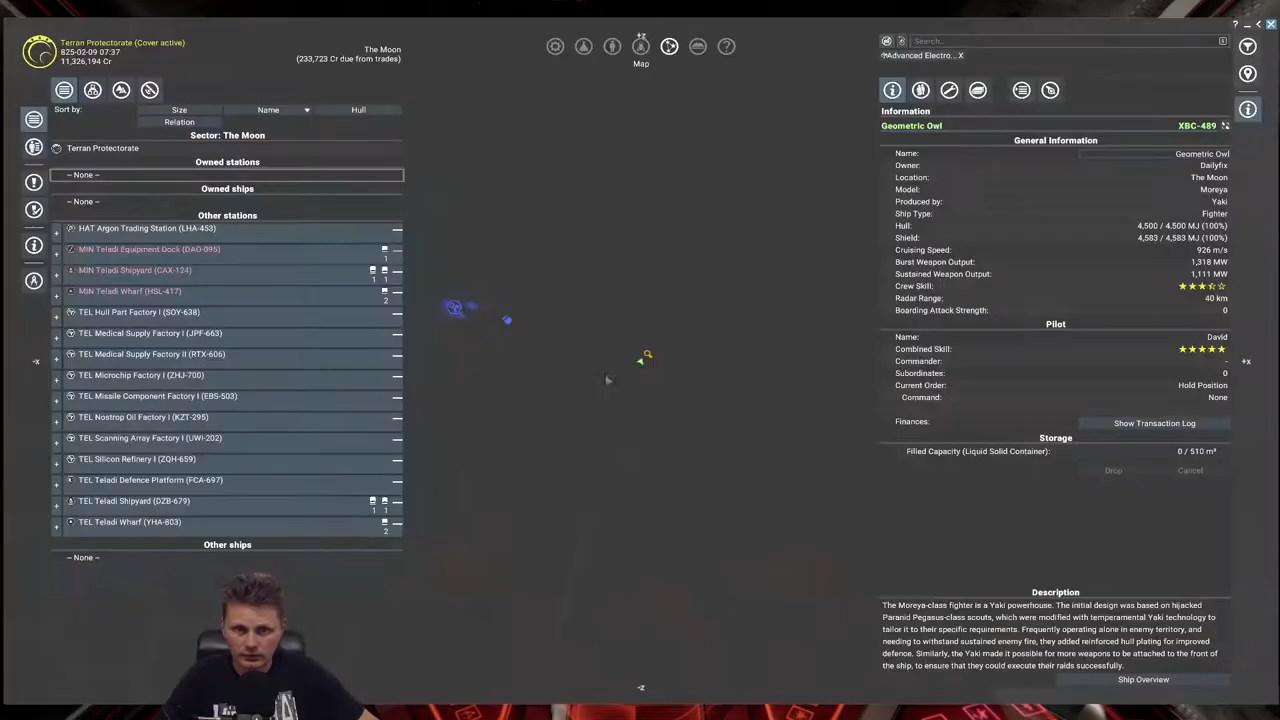 Terran Protectorate (Cover active)
825-02-09 07:37
11,326,194 Cr
The Moon
(233,723 Cr due from trades)
+z
Map
? _ < X
Search..
Advanced Electro... X
Sort by:
Size
Name
Hull
Relation
Sector: The Moon
Terran Protectorate
Owned stations
-- None --
Owned ships
-- None --
Other stations
+ HAT Argon Trading Station (LHA-453)
+ MIN Teladi Equipment Dock (DAO-095) 1
+ MIN Teladi Shipyard (CAX-124) 1 1
+ MIN Teladi Wharf (HSL-417) 2
+ TEL Hull Part Factory I (SOY-638)
+ TEL Medical Supply Factory I (JPF-663)
+ TEL Medical Supply Factory II (RTX-606)
+ TEL Microchip Factory I (ZHJ-700)
+ TEL Missile Component Factory I (EBS-503)
+ TEL Nostrop Oil Factory I (KZT-295)
+ TEL Scanning Array Factory I (UWI-202)
+ TEL Silicon Refinery I (ZQH-659)
+ TEL Teladi Defence Platform (FCA-697)
+ TEL Teladi Shipyard (DZB-679) 1 1
+ TEL Teladi Wharf (YHA-803) 2
Other ships
-- None --
-x
+x
-z
Information
Geometric Owl XBC-489
General Information
Name: Geometric Owl
Owner: Dailyfix
Location: The Moon
Model: Moreya
Produced by: Yaki
Ship Type: Fighter
Hull: 4,500 / 4,500 MJ (100%)
Shield: 4,583 / 4,583 MJ (100%)
Cruising Speed: 926 m/s
Burst Weapon Output: 1,318 MW
Sustained Weapon Output: 1,111 MW
Crew Skill:
Radar Range: 40 km
Boarding Attack Strength: 0
Pilot
Name: David
Combined Skill:
Commander: -
Subordinates: 0
Current Order: Hold Position
Command: None
Finances: Show Transaction Log
Storage
Filled Capacity (Liquid Solid Container): 0 / 510 m³
Drop Cancel
Description
The Moreya-class fighter is a Yaki powerhouse. The initial design was based on hijacked
Paranid Pegasus-class scouts, which were modified with temperamental Yaki technology to
tailor it to their specific requirements. Frequently operating alone in enemy territory, and
needing to withstand sustained enemy fire, they added reinforced hull plating for improved
defence. Similarly, the Yaki made it possible for more weapons to be attached to the front of
the ship, to ensure that they could execute their raids successfully.
Ship Overview